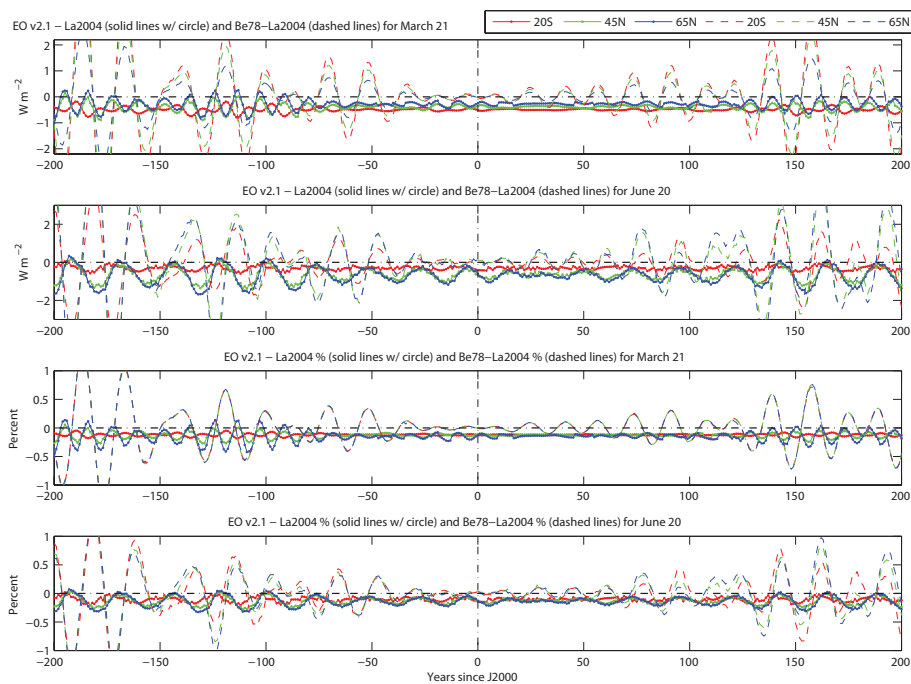 EO v2.1 − La2004 (solid lines w/ circle) and Be78−La2004 (dashed lines) for March 21
20S 45N 65N 20S 45N 65N
2
1
0
−1
−2
W m−2
−200 −150 −100 −50 0 50 100 150 200
EO v2.1 − La2004 (solid lines w/ circle) and Be78−La2004 (dashed lines) for June 20
2
0
−2
W m−2
−200 −150 −100 −50 0 50 100 150 200
EO v2.1 − La2004 % (solid lines w/ circle) and Be78−La2004 % (dashed lines) for March 21
1
0.5
0
−0.5
−1
Percent
−200 −150 −100 −50 0 50 100 150 200
EO v2.1 − La2004 % (solid lines w/ circle) and Be78−La2004 % (dashed lines) for June 20
1
0.5
0
−0.5
−1
Percent
−200 −150 −100 −50 0 50 100 150 200
Years since J2000